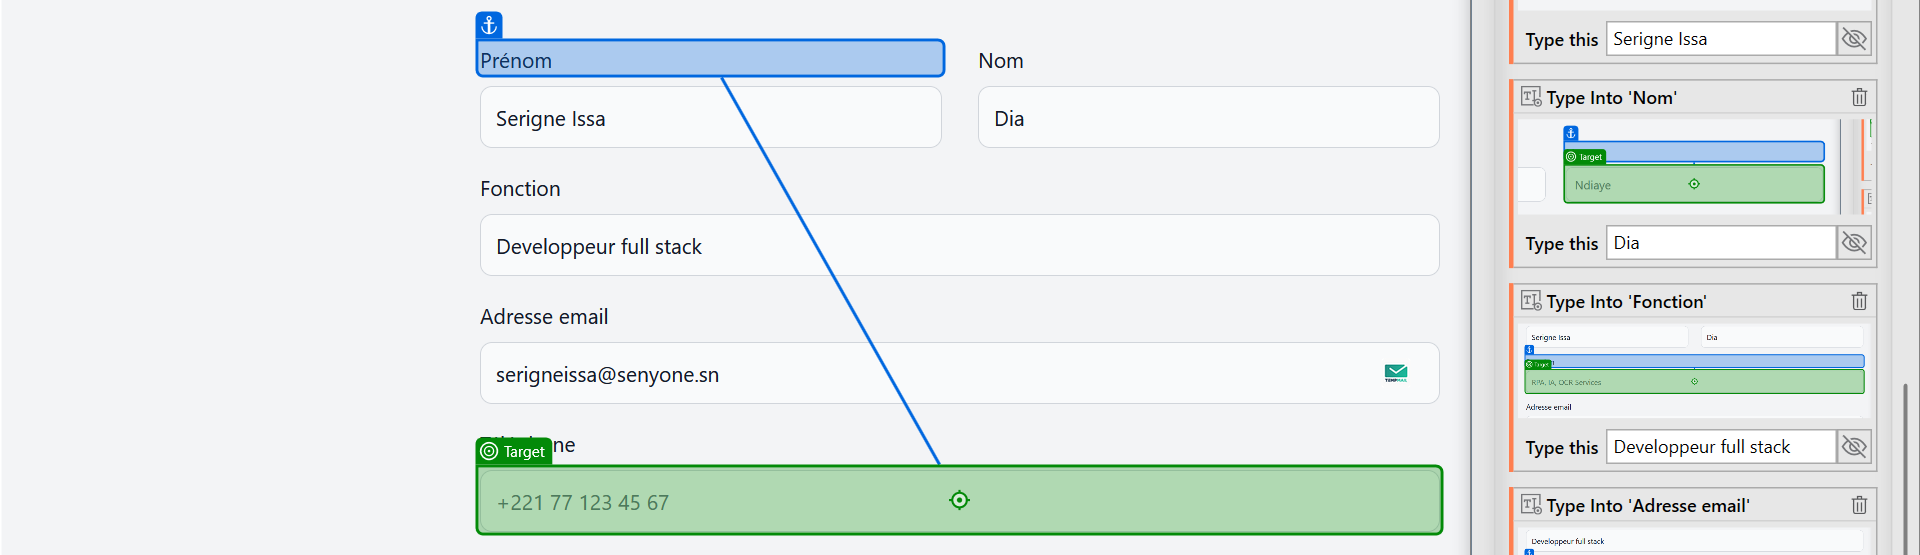 Prénom
Nom
Serigne Issa
Dia
Fonction
Developpeur full stack
Adresse email
serigneissa@senyone.sn
TEMPMAIL
Target
ne
+221 77 123 45 67
Type this
Serigne Issa
Type Into 'Nom'
Target
Ndiaye
Type this
Dia
Type Into 'Fonction'
Serigne Issa
Dia
Target
RPA, IA, OCR Services
Adresse email
Type this
Developpeur full stack
Type Into 'Adresse email'
Developpeur full stack